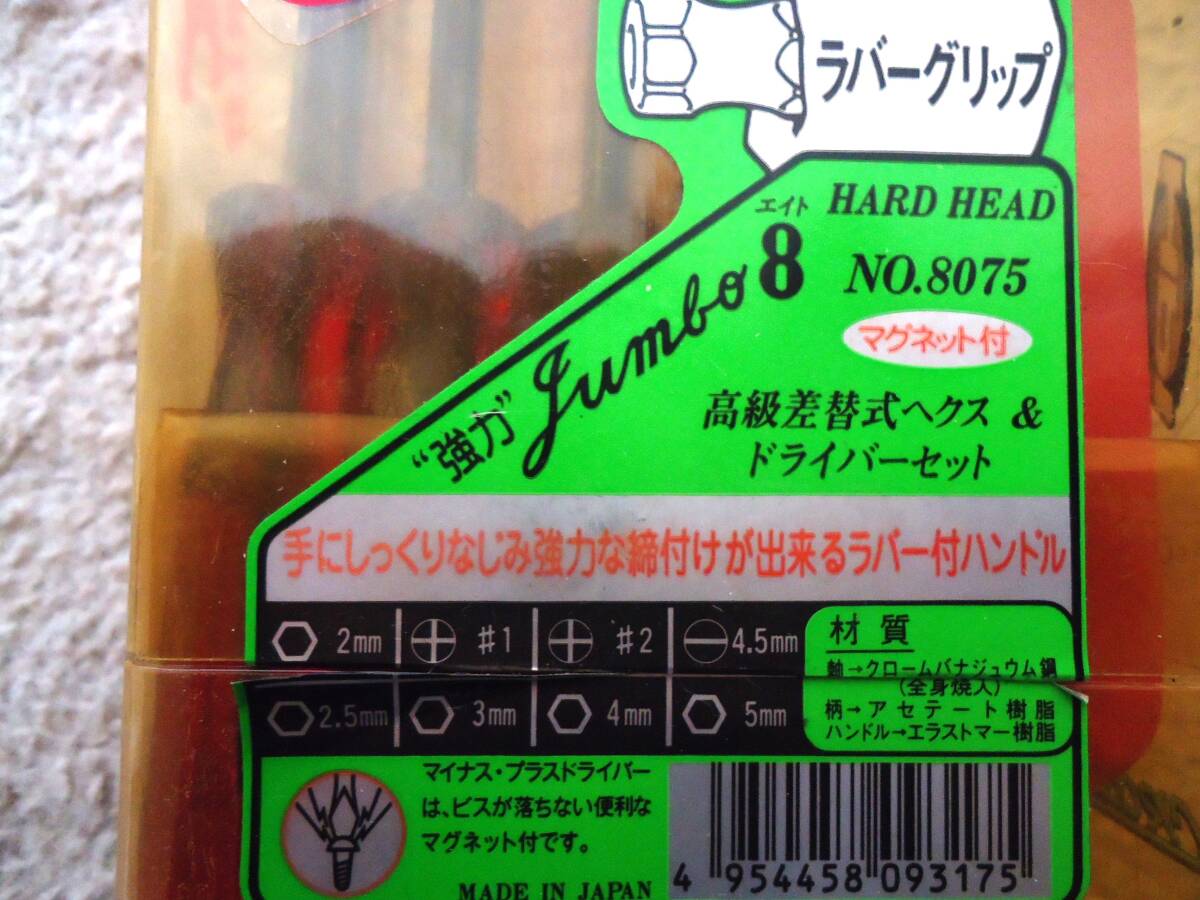 ラバーグリップ
エイト
HARD HEAD
“強力” Jumbo 8
NO.8075
マグネット付
高級差替式ヘクス &
ドライバーセット
手にしっくりなじみ強力な締付けが出来るラバー付ハンドル
2mm #1 #2 4.5mm
2.5mm 3mm 4mm 5mm
材質
軸→クロームバナジュウム鋼
(全身焼入)
柄→アセテート樹脂
ハンドル→エラストマー樹脂
マイナス・プラスドライバー
は、ビスが落ちない便利な
マグネット付です。
MADE IN JAPAN
4 954458 093175